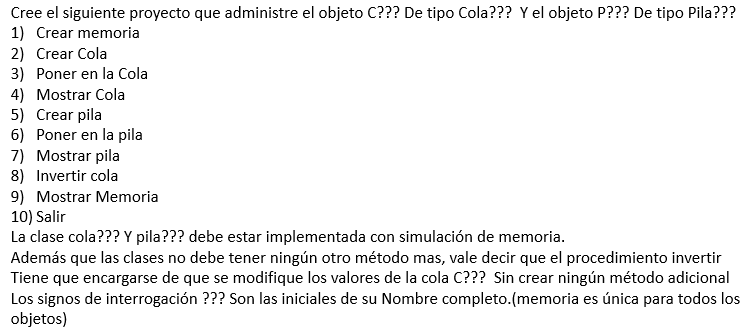 Cree el siguiente proyecto que administre el objeto C??? De tipo Cola??? Y el objeto P??? De tipo Pila???
1) Crear memoria
2) Crear Cola
3) Poner en la Cola
4) Mostrar Cola
5) Crear pila
6) Poner en la pila
7) Mostrar pila
8) Invertir cola
9) Mostrar Memoria
10) Salir
La clase cola??? Y pila??? debe estar implementada con simulación de memoria.
Además que las clases no debe tener ningún otro método mas, vale decir que el procedimiento invertir
Tiene que encargarse de que se modifique los valores de la cola C??? Sin crear ningún método adicional
Los signos de interrogación ??? Son las iniciales de su Nombre completo.(memoria es única para todos los
objetos)